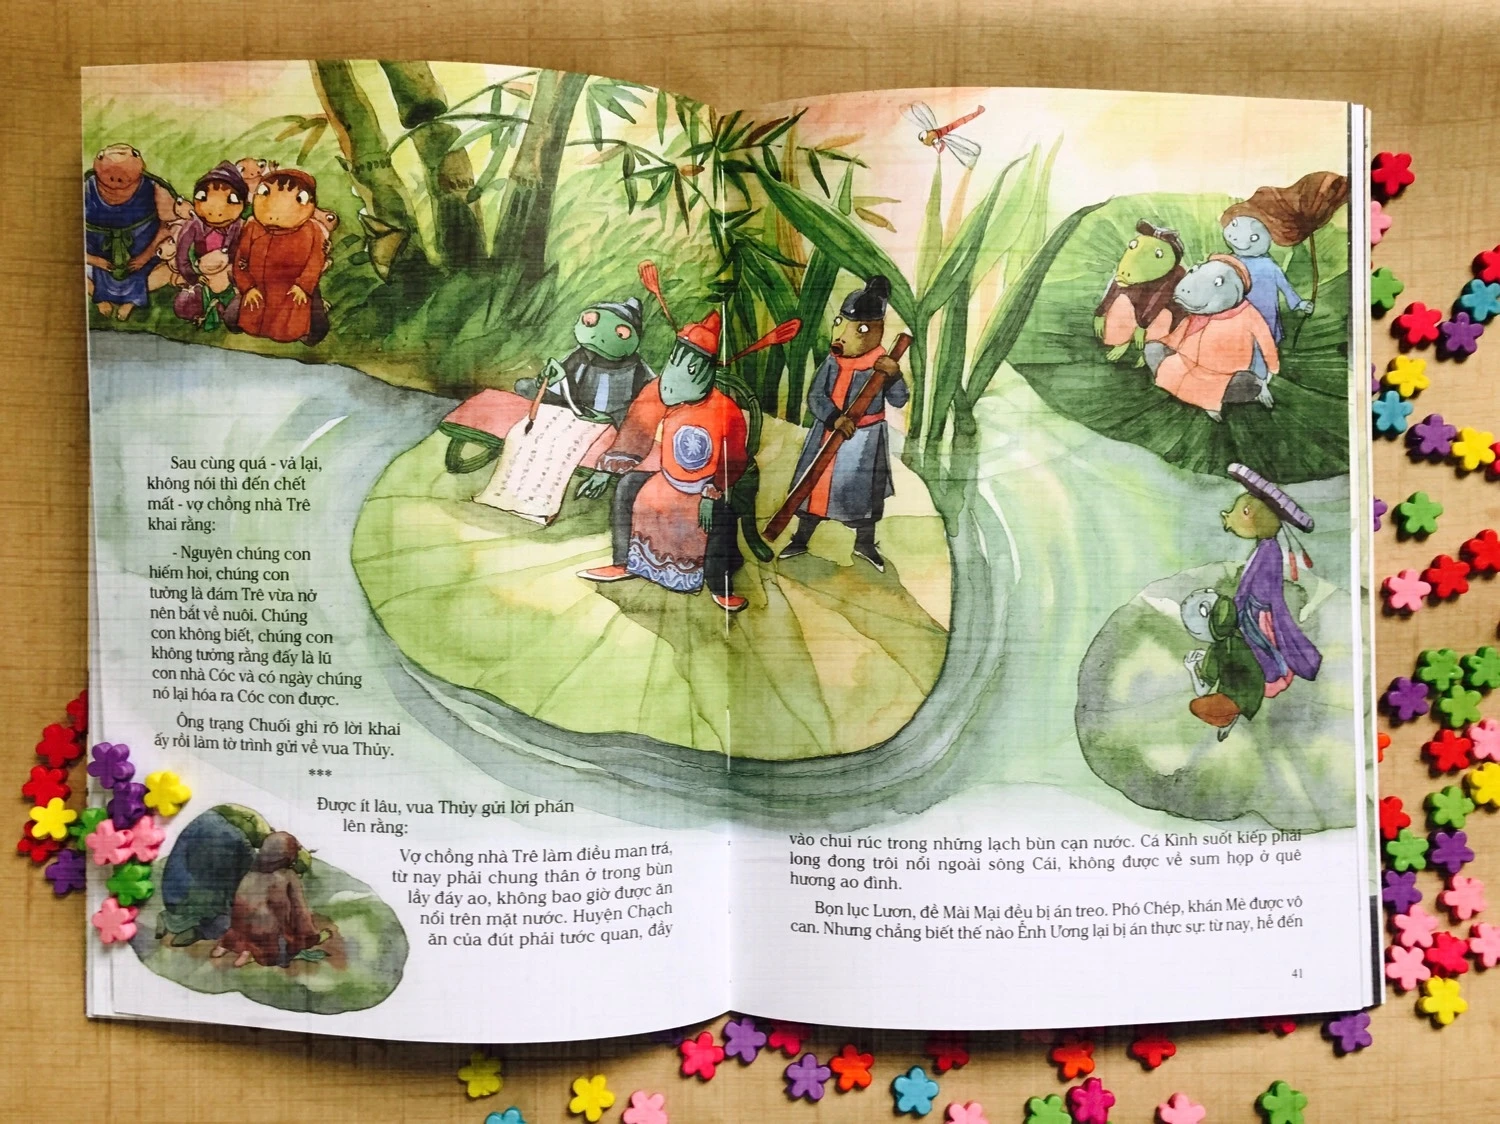 Sau cùng quá - vả lại,
không nói thì đến chết
mất - vợ chồng nhà Trê
khai rằng:
- Nguyên chúng con
hiếm hoi, chúng con
tưởng là đám Trê vừa nở
nên bắt về nuôi. Chúng
con không biết, chúng con
không tưởng rằng đấy là lũ
con nhà Cóc và có ngày chúng
nó lại hóa ra Cóc con được.
Ông trạng Chuối ghi rõ lời khai
ấy rồi làm tờ trình gửi về vua Thủy.
***
Được ít lâu, vua Thủy gửi lời phán
lên rằng:
Vợ chồng nhà Trê làm điều man trá,
từ nay phải chung thân ở trong bùn
lầy đáy ao, không bao giờ được ăn
nổi trên mặt nước. Huyện Chạch
ăn của đút phải tước quan, đầy
vào chui rúc trong những lạch bùn cạn nước. Cá Kình suốt kiếp phải
long đong trôi nổi ngoài sông Cái, không được về sum họp ở quê
hương ao đình.
Bọn lục Lươn, đề Mài Mại đều bị án treo. Phó Chép, khán Mè được vô
can. Nhưng chẳng biết thế nào Ễnh Ương lại bị án thực sự: từ nay, hễ đến
41